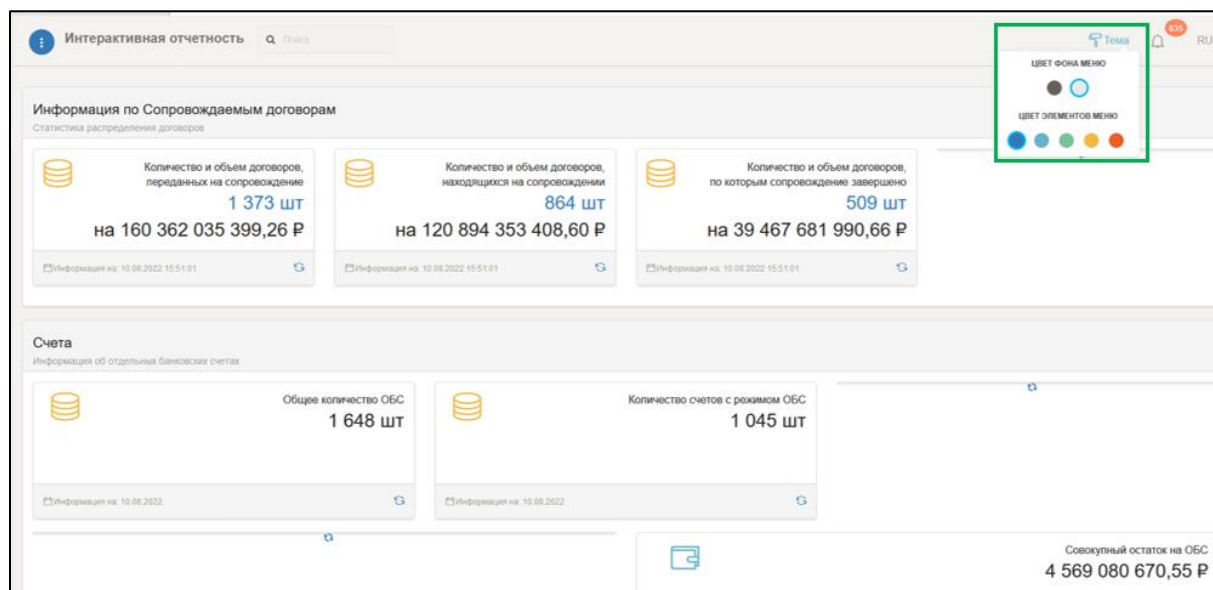 Интерактивная отчетность
Поиск
Тема
635
RU
ЦВЕТ ФОНА МЕНЮ
ЦВЕТ ЭЛЕМЕНТОВ МЕНЮ
Информация по Сопровождаемым договорам
Статистика распределения договоров
Количество и объем договоров,
переданных на сопровождение
1 373 шт
на 160 362 035 399,26 ₽
Информация на: 10.08.2022 15:51:01
Количество и объем договоров,
находящихся на сопровождении
864 шт
на 120 894 353 408,60 ₽
Информация на: 10.08.2022 15:51:01
Количество и объем договоров,
по которым сопровождение завершено
509 шт
на 39 467 681 990,66 ₽
Информация на: 10.08.2022 15:51:01
Счета
Информация об отдельных банковских счетах
Общее количество ОБС
1 648 шт
Информация на: 10.08.2022
Количество счетов с режимом ОБС
1 045 шт
Информация на: 10.08.2022
Совокупный остаток на ОБС
4 569 080 670,55 ₽